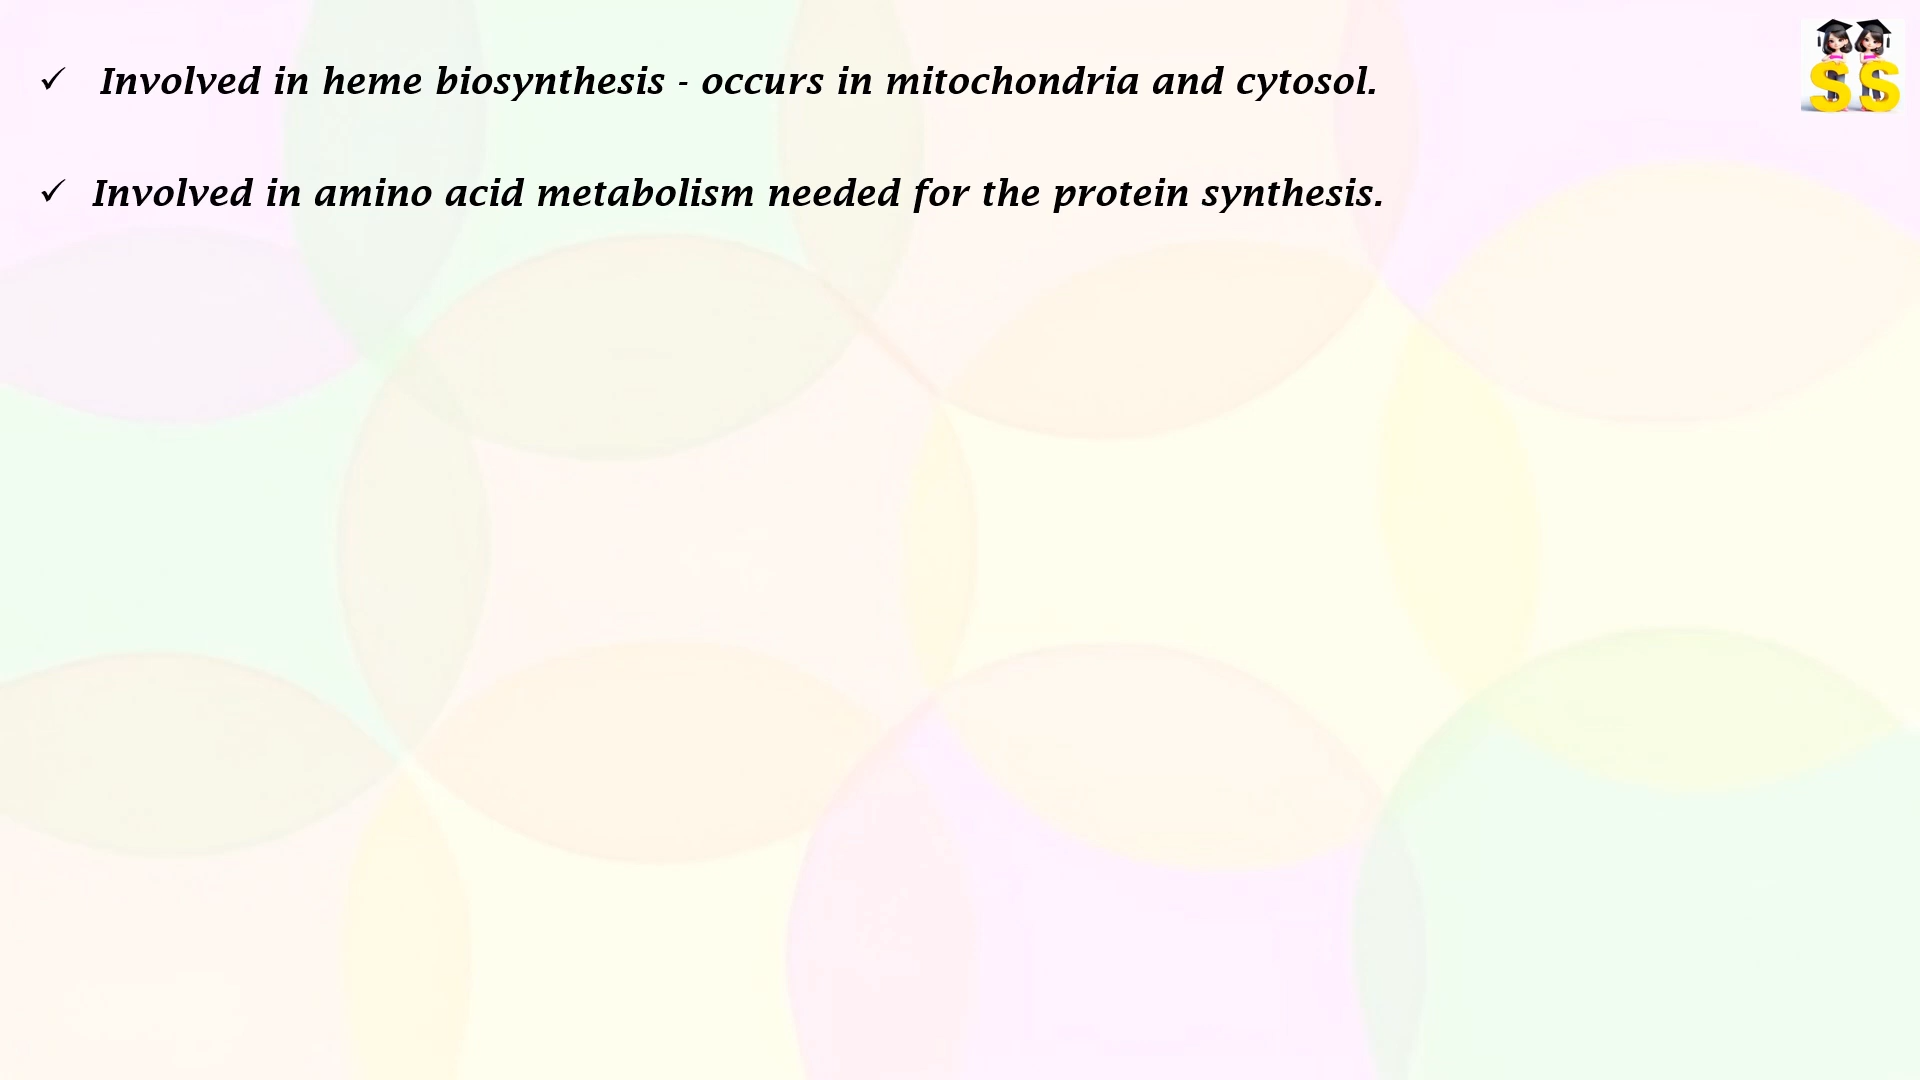 ✓ Involved in heme biosynthesis - occurs in mitochondria and cytosol.
✓ Involved in amino acid metabolism needed for the protein synthesis.
SS